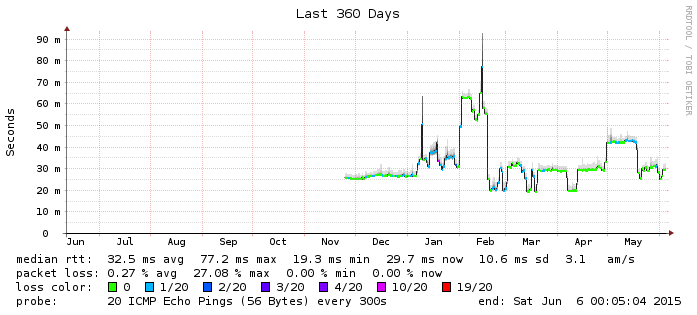 Last 360 Days
RRDTOOL / TOBI OETIKER
Seconds
90 m
80 m
70 m
60 m
50 m
40 m
30 m
20 m
10 m
0
Jun Jul Aug Sep Oct Nov Dec Jan Feb Mar Apr May
median rtt: 32.5 ms avg 77.2 ms max 19.3 ms min 29.7 ms now 10.6 ms sd 3.1 am/s
packet loss: 0.27 % avg 27.08 % max 0.00 % min 0.00 % now
loss color: 0 1/20 2/20 3/20 4/20 10/20 19/20
probe: 20 ICMP Echo Pings (56 Bytes) every 300s end: Sat Jun 6 00:05:04 2015